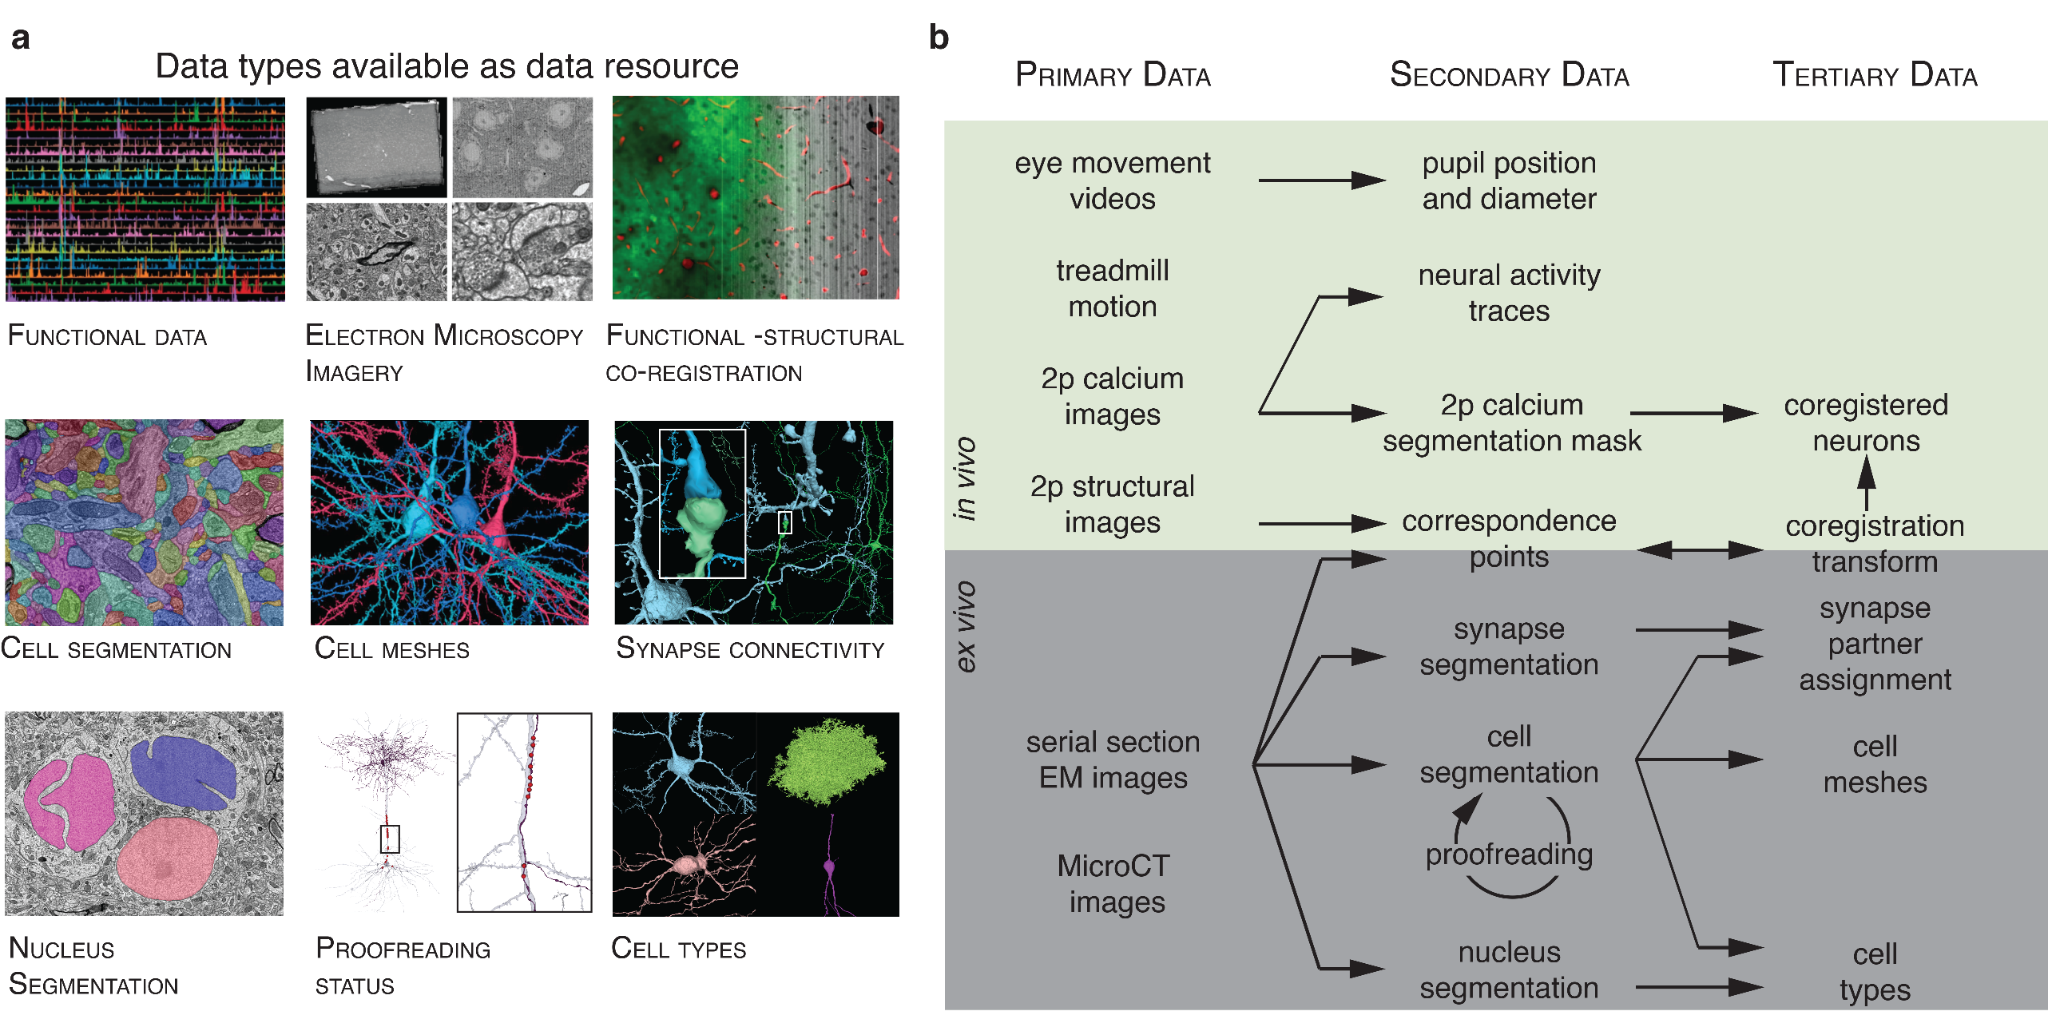 a
Data types available as data resource
FUNCTIONAL DATA
ELECTRON MICROSCOPY
IMAGERY
FUNCTIONAL -STRUCTURAL
CO-REGISTRATION
CELL SEGMENTATION
CELL MESHES
SYNAPSE CONNECTIVITY
NUCLEUS
SEGMENTATION
PROOFREADING
STATUS
CELL TYPES
b
PRIMARY DATA
SECONDARY DATA
TERTIARY DATA
in vivo
eye movement
videos
pupil position
and diameter
treadmill
motion
neural activity
traces
2p calcium
images
2p calcium
segmentation mask
coregistered
neurons
2p structural
images
correspondence
points
coregistration
transform
ex vivo
synapse
segmentation
synapse
partner
assignment
serial section
EM images
cell
segmentation
cell
meshes
proofreading
MicroCT
images
nucleus
segmentation
cell
types